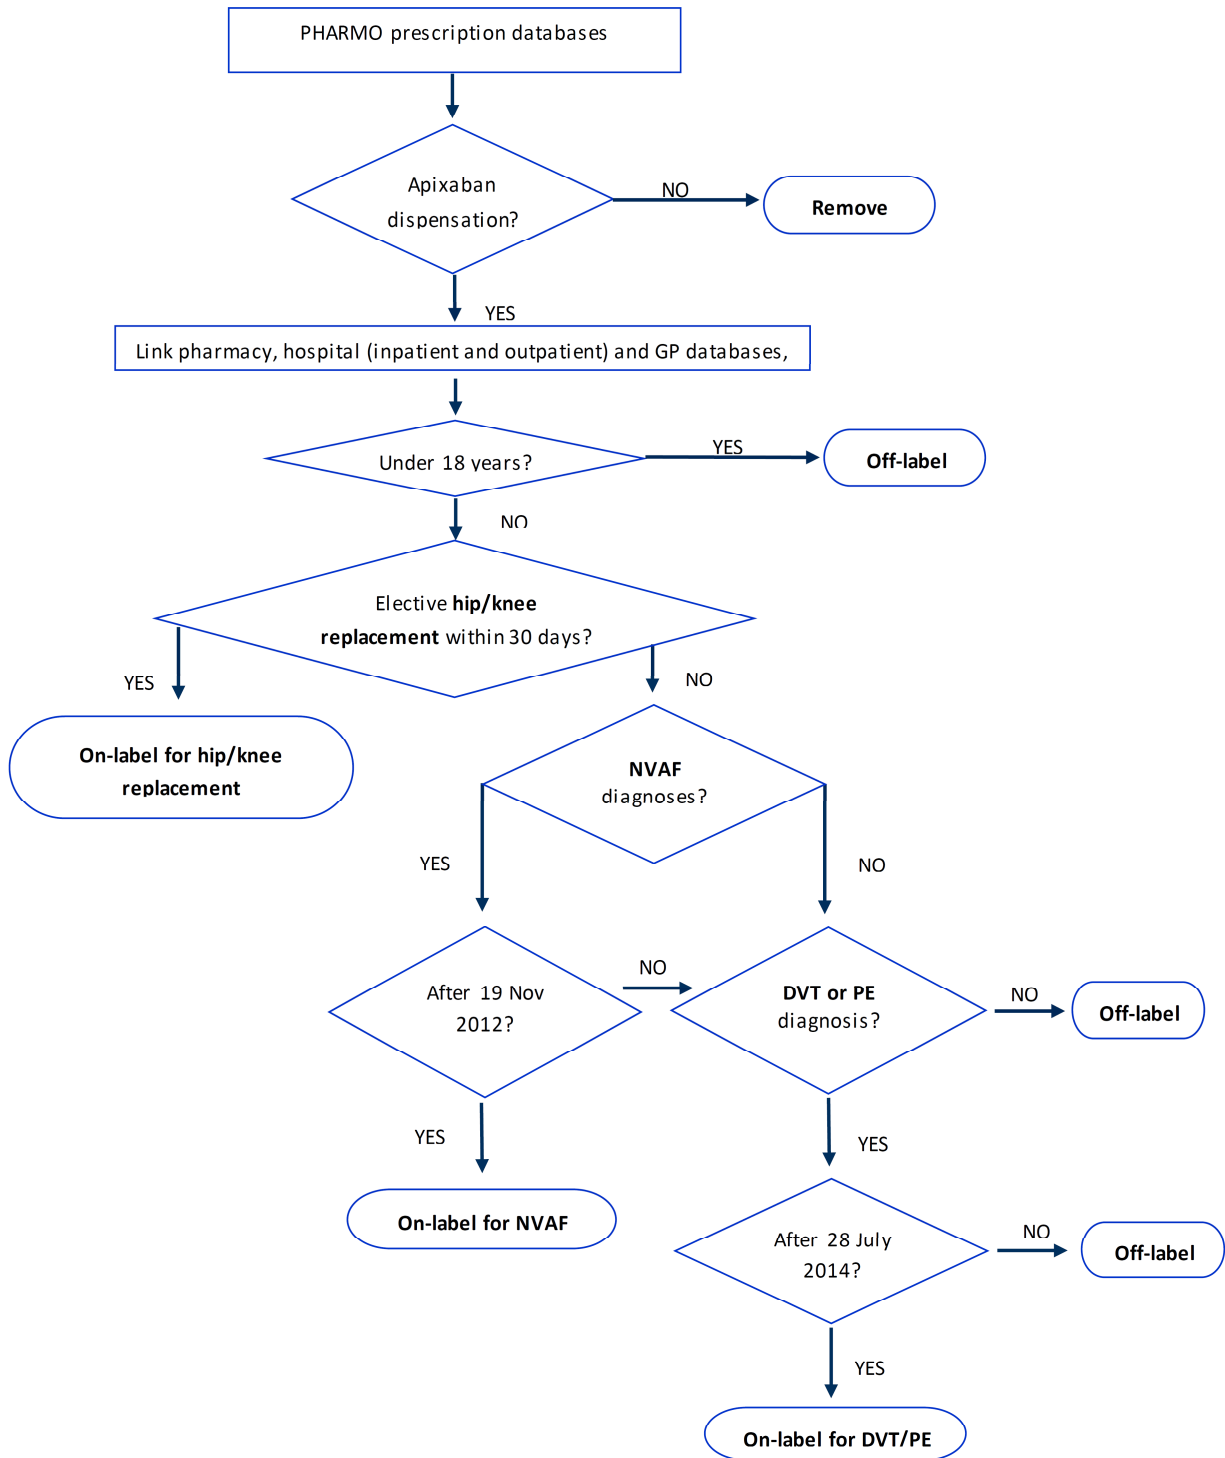 PHARMO prescription databases
Apixaban
dispensation?
NO
Remove
YES
Link pharmacy, hospital (inpatient and outpatient) and GP databases,
Under 18 years?
YES
Off-label
NO
Elective hip/knee
replacement within 30 days?
YES
NO
On-label for hip/knee
replacement
NVAF
diagnoses?
YES
NO
After 19 Nov
2012?
NO
DVT or PE
diagnosis?
NO
Off-label
YES
YES
On-label for NVAF
After 28 July
2014?
NO
Off-label
YES
On-label for DVT/PE